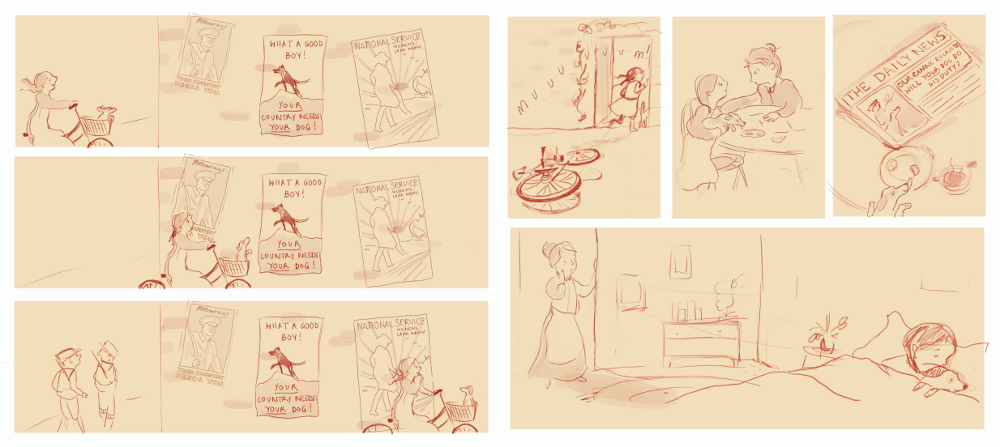 YOUR COUNTRY
NEEDS YOU
WHAT A GOOD
BOY!
YOUR
COUNTRY NEEDS
YOUR DOG!
NATIONAL SERVICE
WOMENS
LAND ARMY
COUNTRY
YOU
WHAT A GOOD
BOY!
YOUR
COUNTRY NEEDS
YOUR DOG!
NATIONAL SERVICE
WOMENS
LAND ARMY
YOUR COUNTRY
NEEDS YOU
WHAT A GOOD
BOY!
YOUR
COUNTRY NEEDS
YOUR DOG!
NATIONAL SERVICE
WOMENS
LAND ARMY
MUUUUUUM!
THE DAILY NEWS
OUR CANINE RECRUITS
WILL YOUR DOG DO
HIS DUTY?